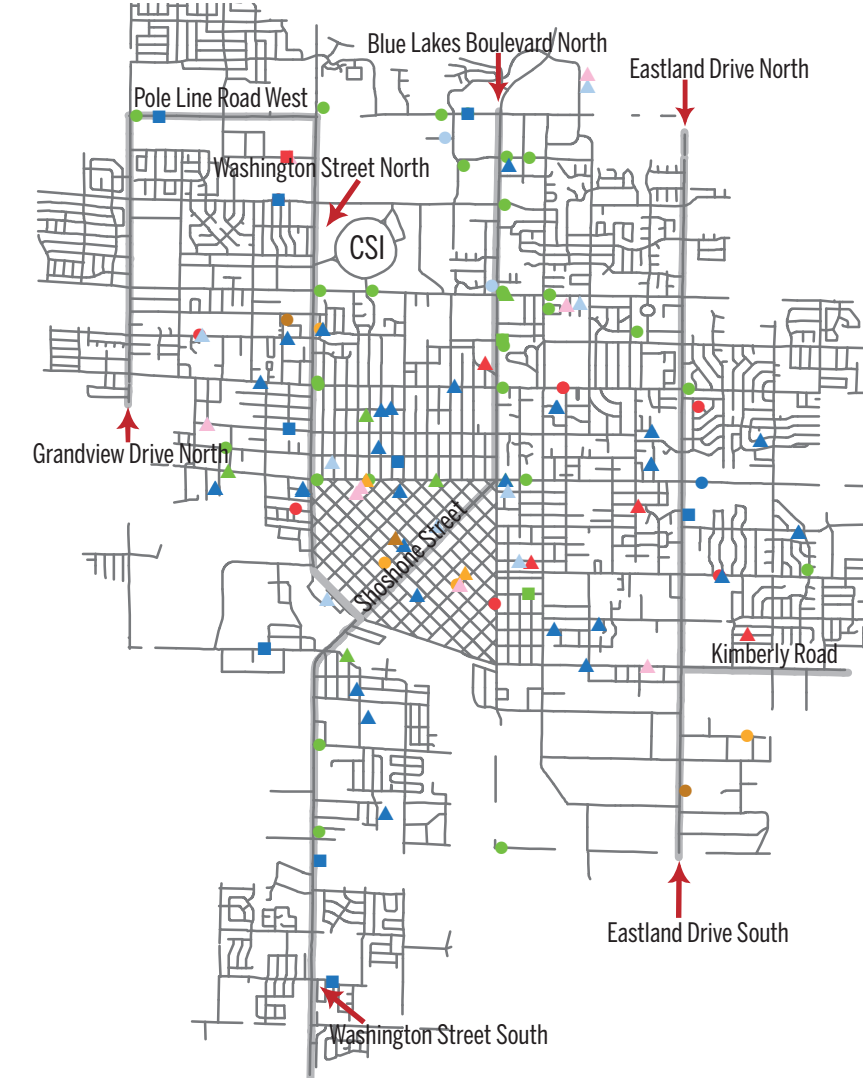 Blue Lakes Boulevard North
Eastland Drive North
Pole Line Road West
Washington Street North
CSI
Grandview Drive North
Shoshone Street
Kimberly Road
Eastland Drive South
Washington Street South